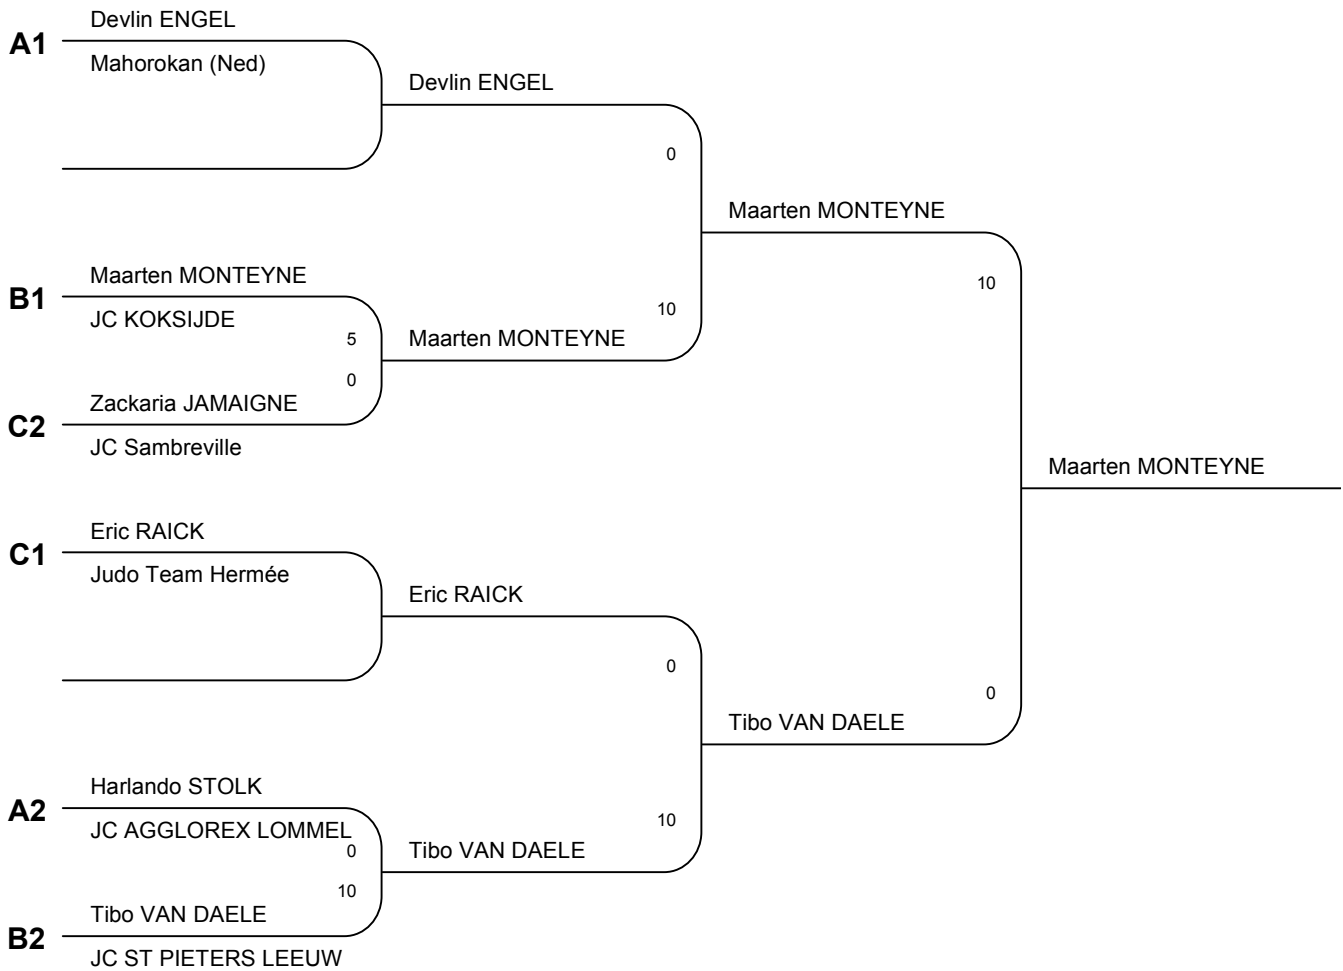 Devlin ENGEL
A1
Mahorokan (Ned)
Devlin ENGEL
0
Maarten MONTEYNE
Maarten MONTEYNE
B1
JC KOKSIJDE
10
10
5
Maarten MONTEYNE
0
Zackaria JAMAIGNE
C2
JC Sambreville
Maarten MONTEYNE
Eric RAICK
C1
Judo Team Hermée
Eric RAICK
0
0
Tibo VAN DAELE
Harlando STOLK
A2
JC AGGLOREX LOMMEL
10
0
Tibo VAN DAELE
10
Tibo VAN DAELE
B2
JC ST PIETERS LEEUW